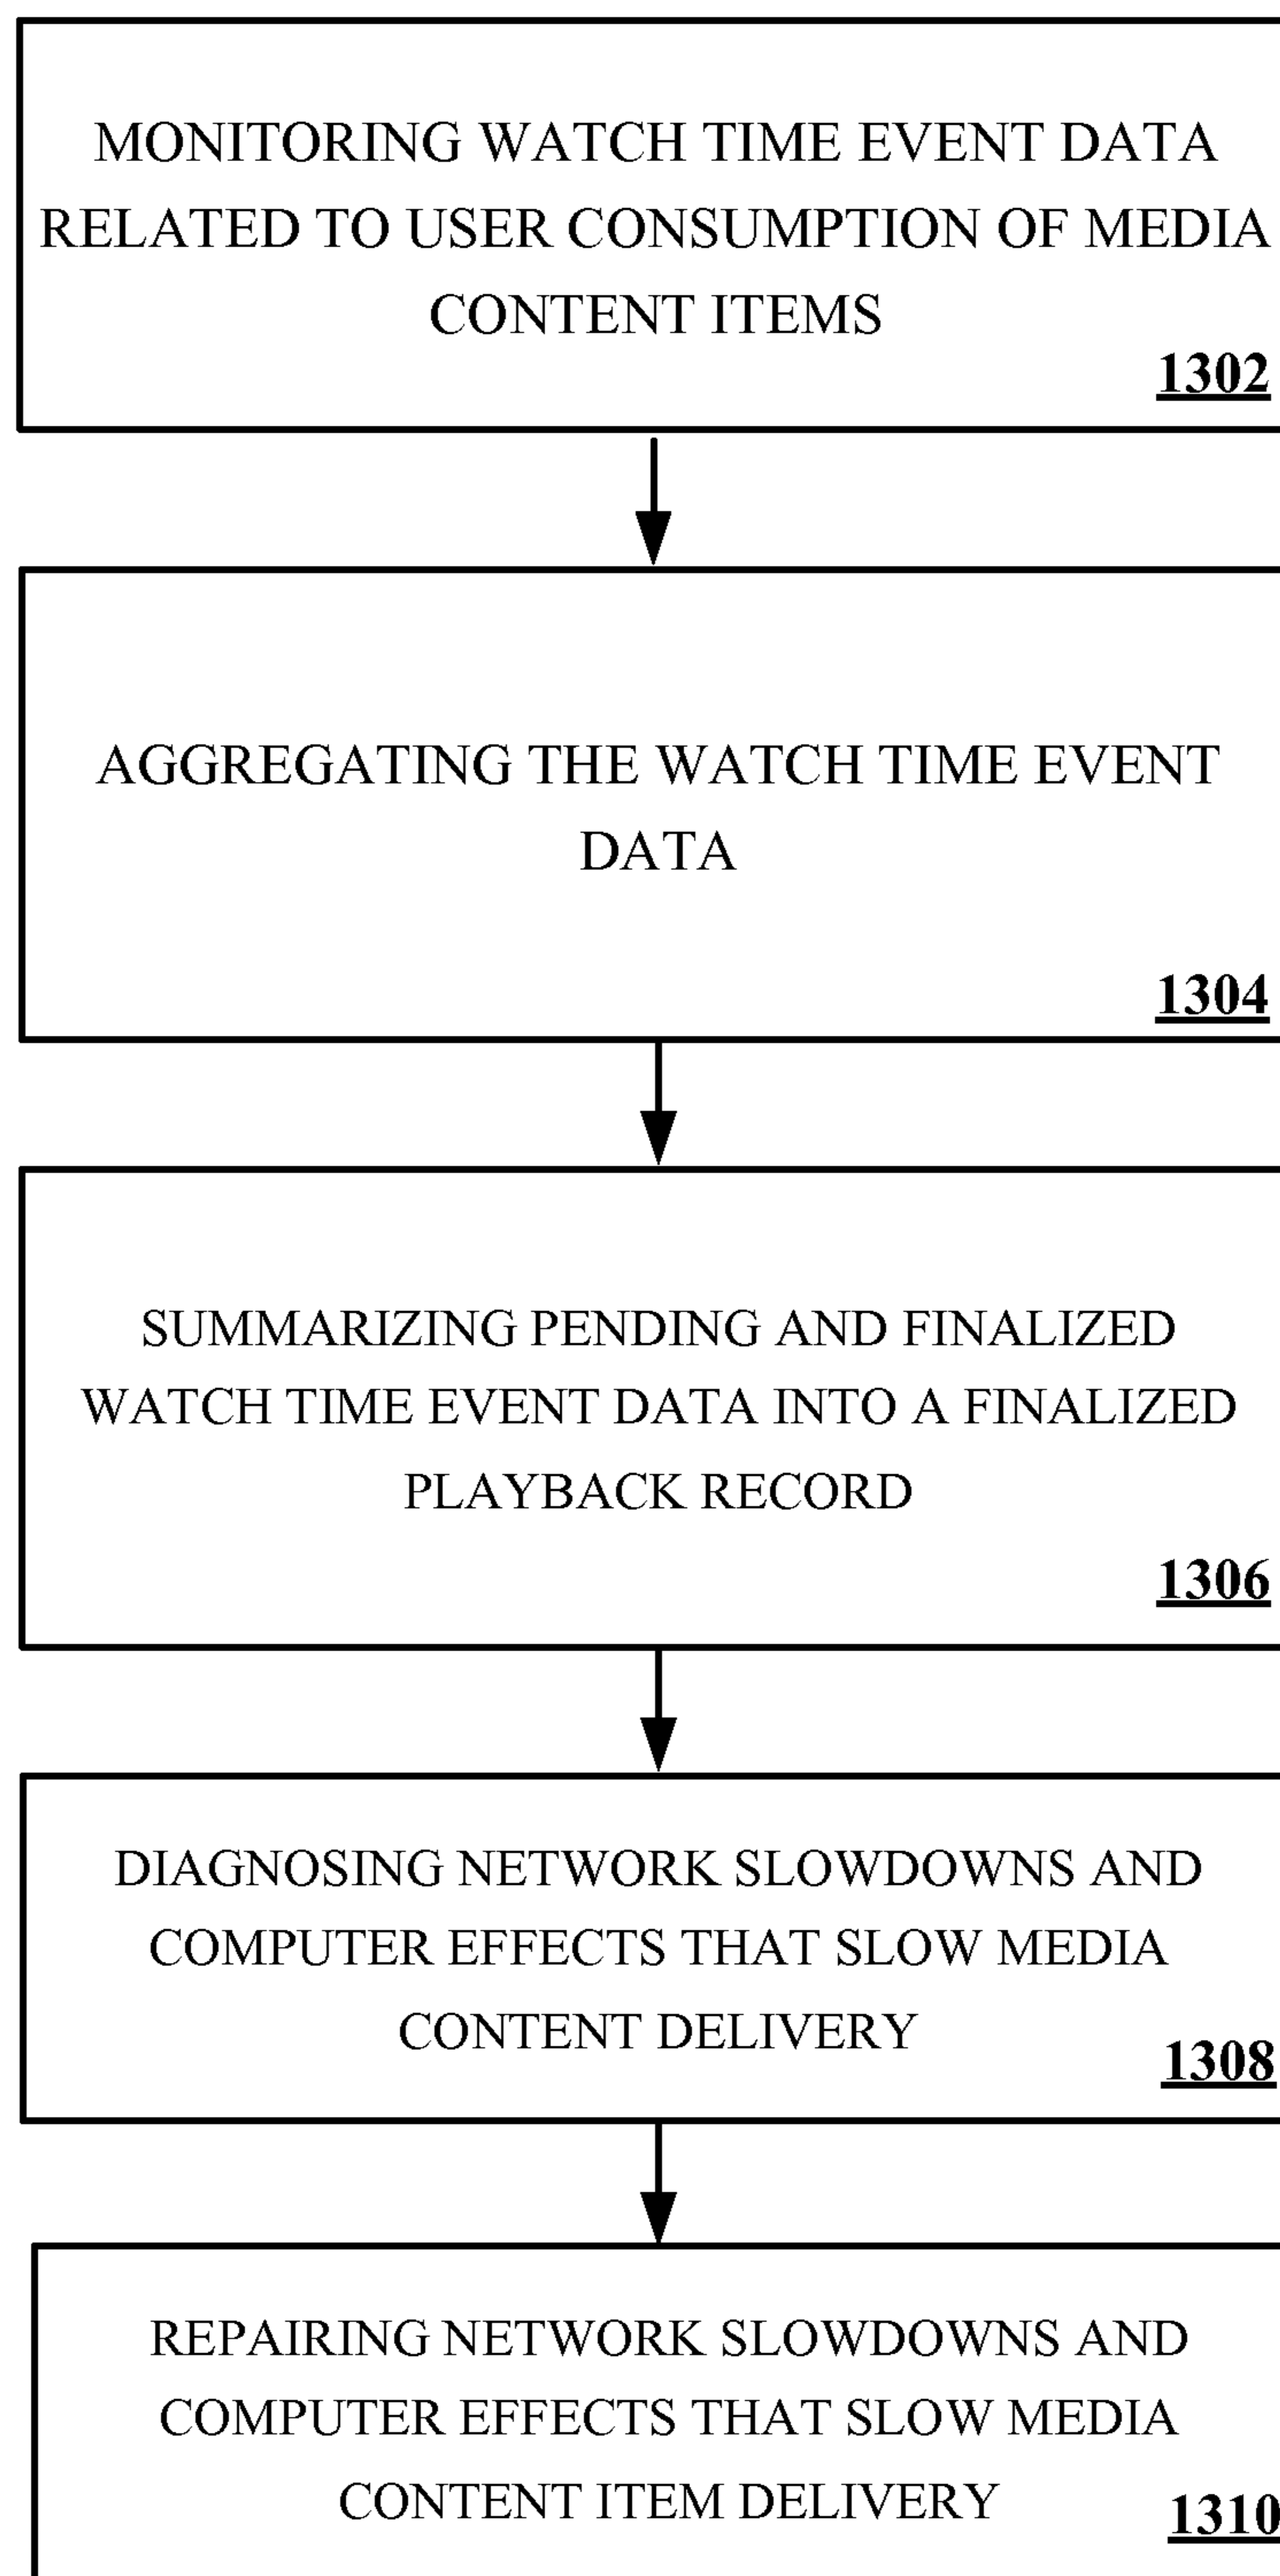 MONITORING WATCH TIME EVENT DATA
RELATED TO USER CONSUMPTION OF MEDIA
CONTENT ITEMS
1302
AGGREGATING THE WATCH TIME EVENT
DATA
1304
SUMMARIZING PENDING AND FINALIZED
WATCH TIME EVENT DATA INTO A FINALIZED
PLAYBACK RECORD
1306
DIAGNOSING NETWORK SLOWDOWNS AND
COMPUTER EFFECTS THAT SLOW MEDIA
CONTENT DELIVERY
1308
REPAIRING NETWORK SLOWDOWNS AND
COMPUTER EFFECTS THAT SLOW MEDIA
CONTENT ITEM DELIVERY
1310